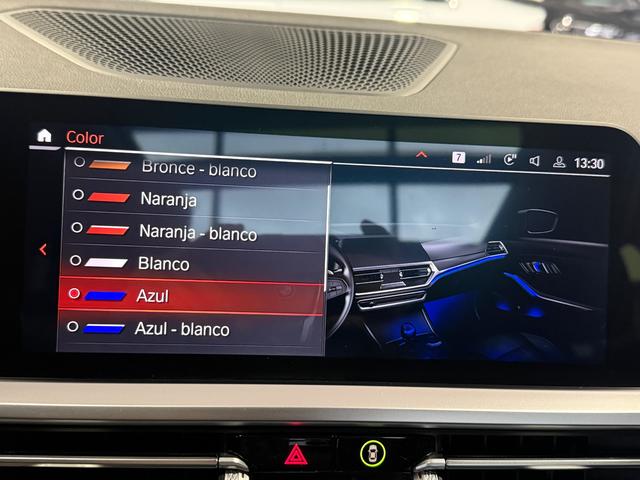 Color
7
13:30
Bronce - blanco
Naranja
Naranja - blanco
Blanco
Azul
Azul - blanco